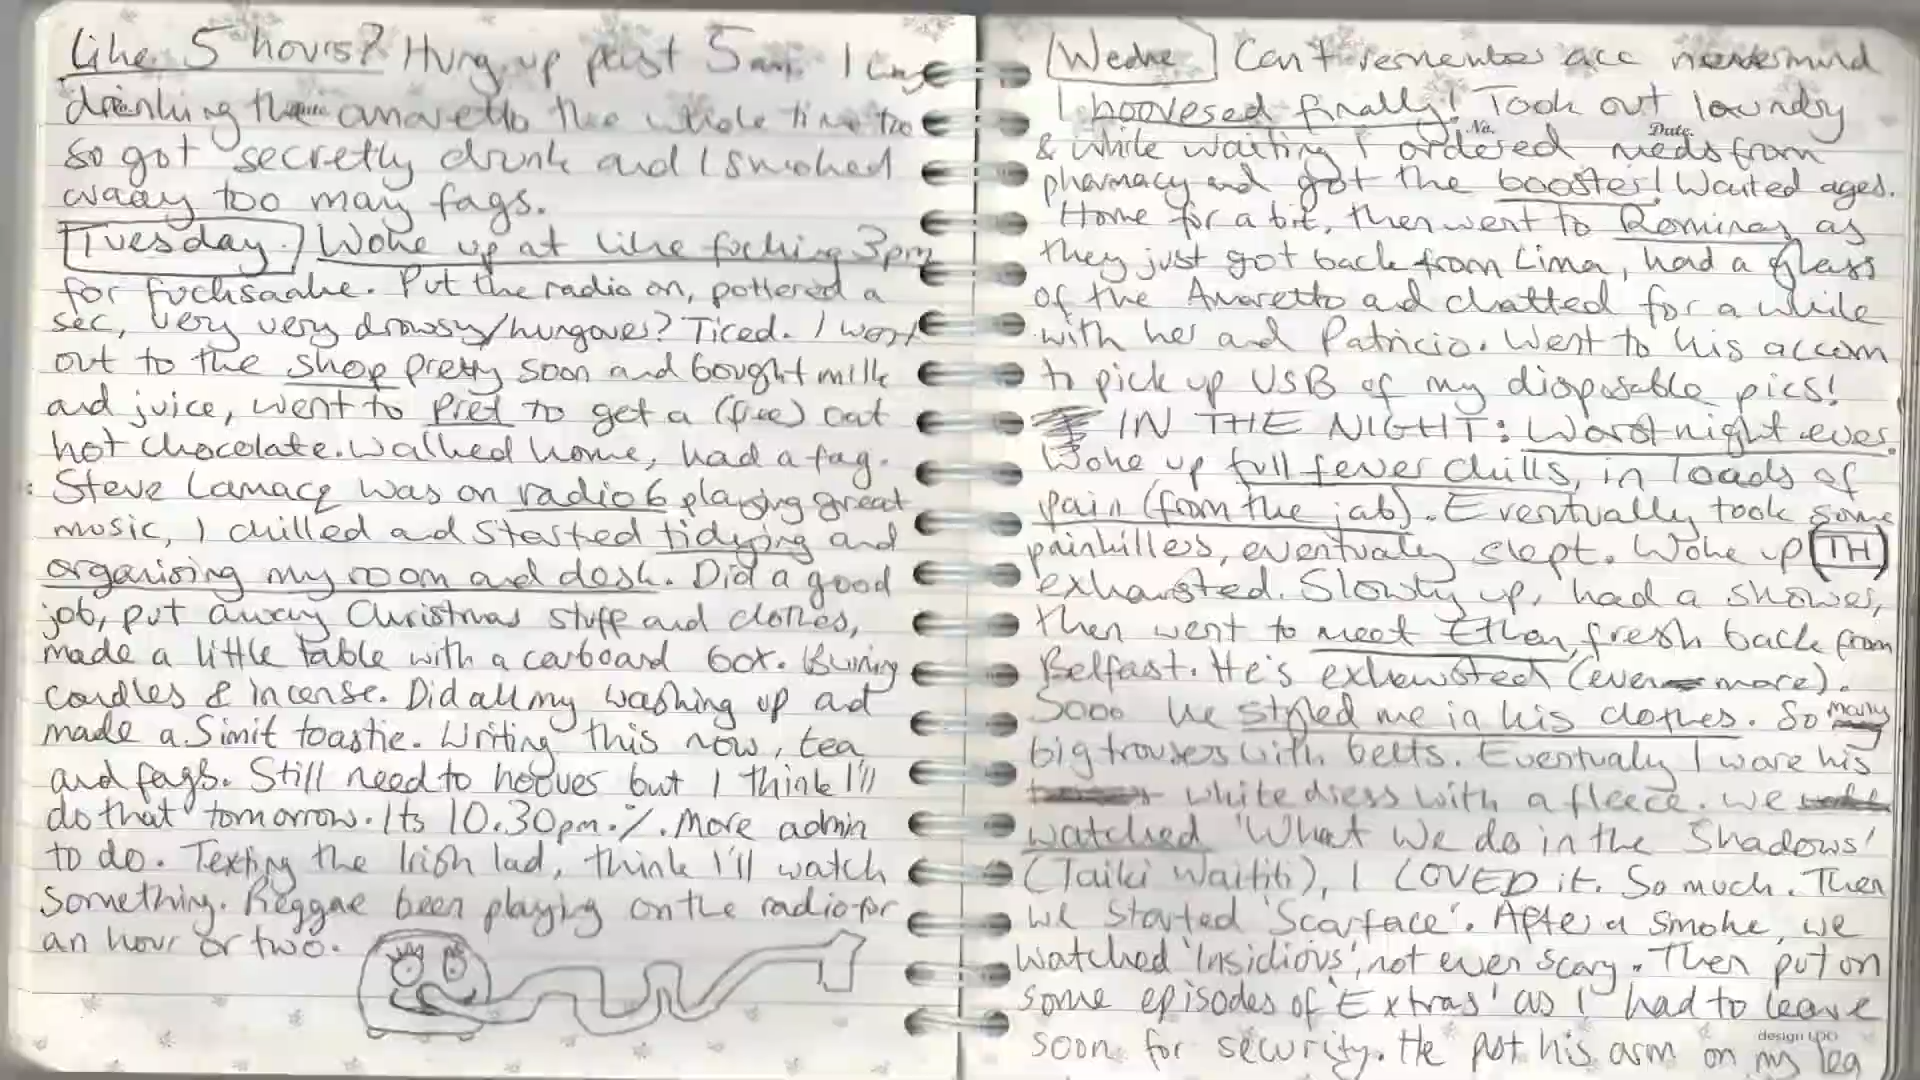 Like 5 hours? Hung up past 5am. I was
drinking the amaretto the whole time too
so got secretly drunk and I smoked
waay too may fags.
Tuesday. Woke up at like fucking 3pm
for fucksaake. Put the radio on, pottered a
sec, very very drowsy/hungover? Tired. I went
out to the shop pretty soon and bought milk
and juice, went to Pret to get a (free) oat
hot chocolate. Walked home, had a fag.
Steve Lamacq was on radio 6 playing great
music, I chilled and started tidying and
organising my room and desk. Did a good
job, put away Christmas stuff and clothes,
made a little table with a carboard box. Burning
candles & incense. Did all my washing up and
made a Simit toastie. Writing this now, tea
and fags. Still need to hoover but I think I'll
do that tomorrow. Its 10.30pm. More admin
to do. Texting the Irish lad, think I'll watch
something. Reggae been playing on the radio for
an hour or two.
Wedne Can't remember acc nevermind
I hoovered finally! Took out laundry
No. Date.
& while waiting I ordered meds from
pharmacy and got the booster! Waited ages.
Home for a bit, then went to Rominas as
they just got back from Lima, had a glass
of the Amaretto and chatted for a while
with her and Patricio. Went to his accom
to pick up USB of my disposable pics!
IN THE NIGHT: Worst night ever.
Woke up full fever chills, in loads of
pain (from the jab). Eventually took some
painkillers, eventualy slept. Woke up TH
exhausted. Slowly up, had a shower,
then went to meet Ethan, fresh back from
Belfast. He's exhausted (even more).
Sooo he styled me in his clothes. So many
big trousers with belts. Eventualy I wore his
white dress with a fleece. We
watched 'What We do in the Shadows'
(Taiki Waititi), I LOVED it. So much. Then
we started 'Scarface'. After a smoke, we
watched 'Insidious', not even scary. Then put on
some episodes of 'Extras' as I had to leave
soon for security. He put his arm on my leg
design LDO